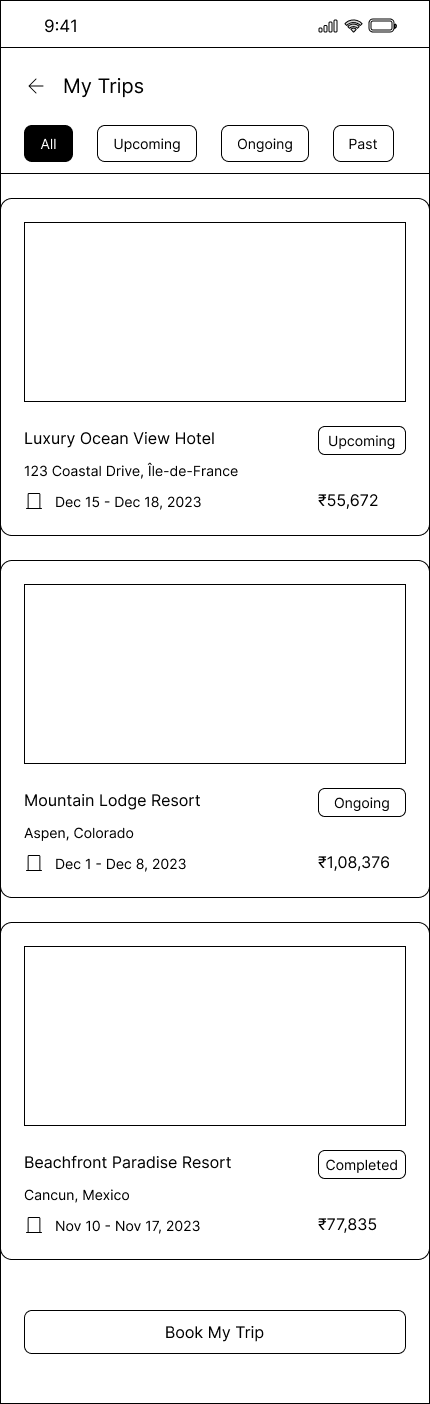 9:41
My Trips
All Upcoming Ongoing Past
Luxury Ocean View Hotel Upcoming
123 Coastal Drive, Île-de-France
Dec 15 - Dec 18, 2023 ₹55,672
Mountain Lodge Resort Ongoing
Aspen, Colorado
Dec 1 - Dec 8, 2023 ₹1,08,376
Beachfront Paradise Resort Completed
Cancun, Mexico
Nov 10 - Nov 17, 2023 ₹77,835
Book My Trip